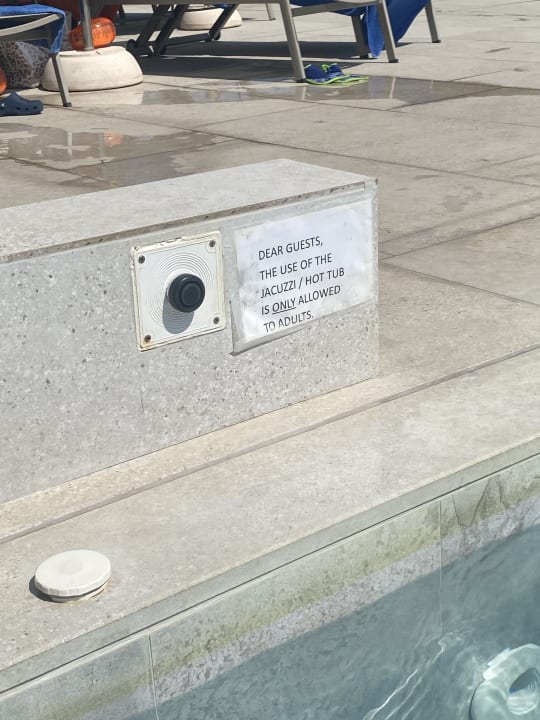 DEAR GUESTS,
THE USE OF THE
JACUZZI / HOT TUB
IS ONLY ALLOWED
TO ADULTS.